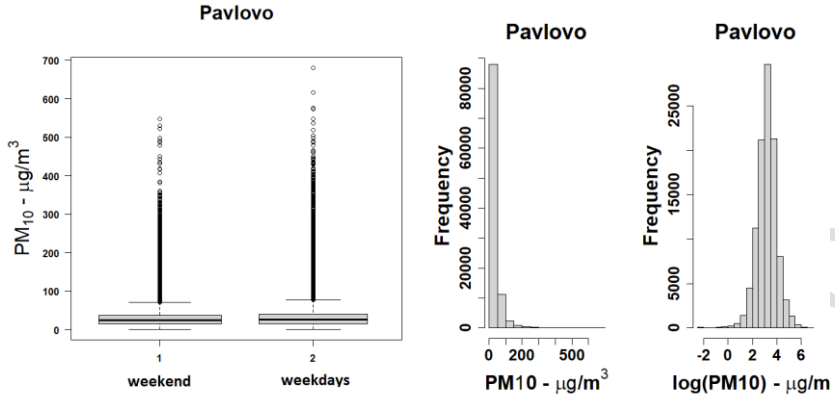 Pavlovo
PM10 - μg/m3
700
600
500
400
300
200
100
0
1
2
weekend
weekdays
Pavlovo
Frequency
80000
60000
40000
20000
0
0
200
600
PM10 - μg/m3
Pavlovo
Frequency
25000
15000
5000
0
-2
0
2
4
6
log(PM10) - μg/m